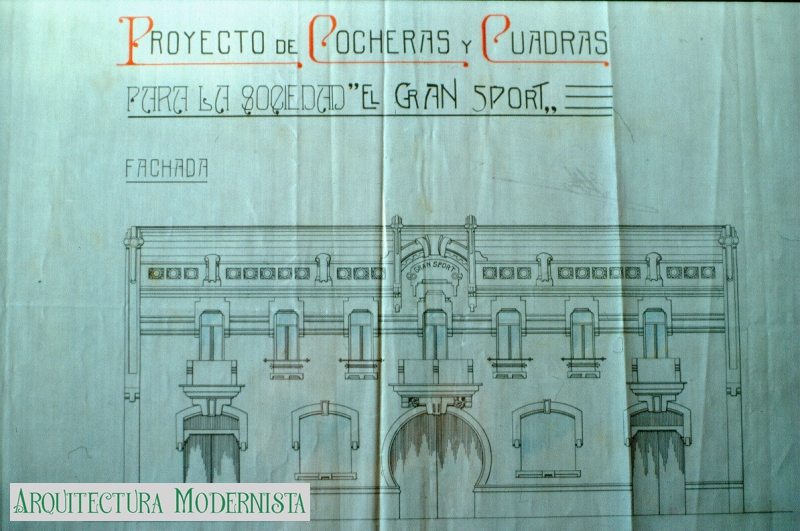 PROYECTO DE COCHERAS Y CUADRAS
PARA LA SOCIEDAD "EL GRAN SPORT„
FACHADA
GRAN SPORT
ARQUITECTURA MODERNISTA